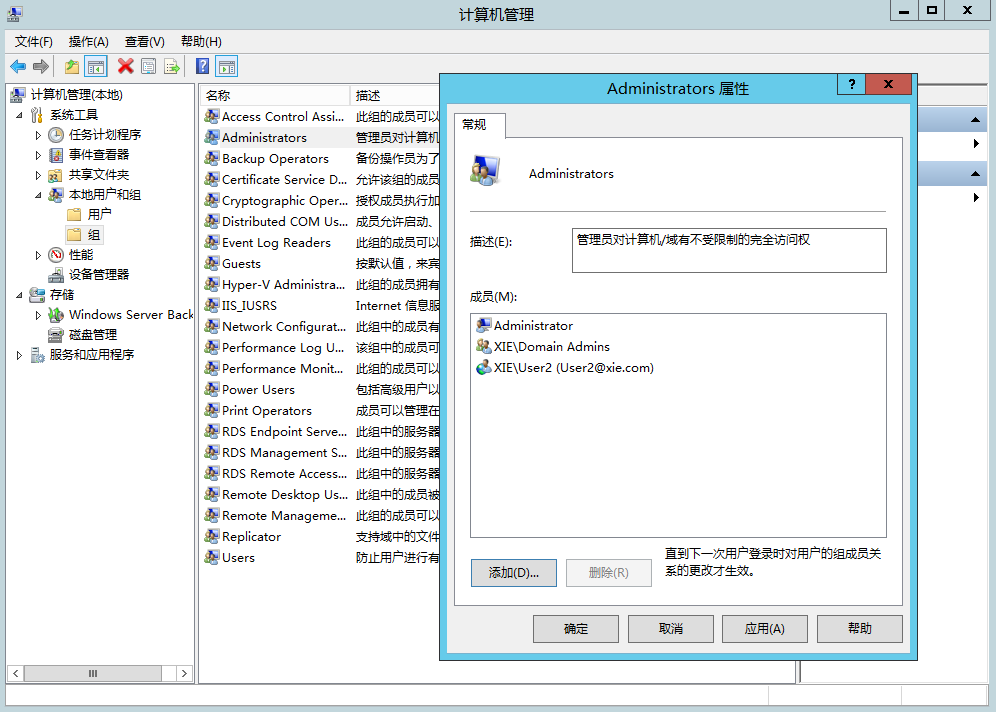 计算机管理
文件(F) 操作(A) 查看(V) 帮助(H)
计算机管理(本地)
系统工具
任务计划程序
事件查看器
共享文件夹
本地用户和组
用户
组
性能
设备管理器
存储
Windows Server Back
磁盘管理
服务和应用程序
名称 描述
Access Control Assi... 此组的成员可以
Administrators 管理员对计算机
Backup Operators 备份操作员为了
Certificate Service D... 允许该组的成员
Cryptographic Oper... 授权成员执行加
Distributed COM Us... 成员允许启动、
Event Log Readers 此组的成员可以
Guests 按默认值，来宾
Hyper-V Administra... 此组的成员拥有
IIS_IUSRS Internet 信息服
Network Configurat... 此组中的成员有
Performance Log U... 该组中的成员可
Performance Monit... 此组的成员可以
Power Users 包括高级用户以
Print Operators 成员可以管理在
RDS Endpoint Serve... 此组中的服务器
RDS Management S... 此组中的服务器
RDS Remote Access... 此组中的服务器
Remote Desktop Us... 此组中的成员被
Remote Manageme... 此组的成员可以
Replicator 支持域中的文件
Users 防止用户进行有
Administrators 属性
?
常规
Administrators
描述(E):
管理员对计算机/域有不受限制的完全访问权
成员(M):
Administrator
XIE\Domain Admins
XIE\User2 (User2@xie.com)
添加(D)... 删除(R)
直到下一次用户登录时对用户的组成员关
系的更改才生效。
确定 取消 应用(A) 帮助